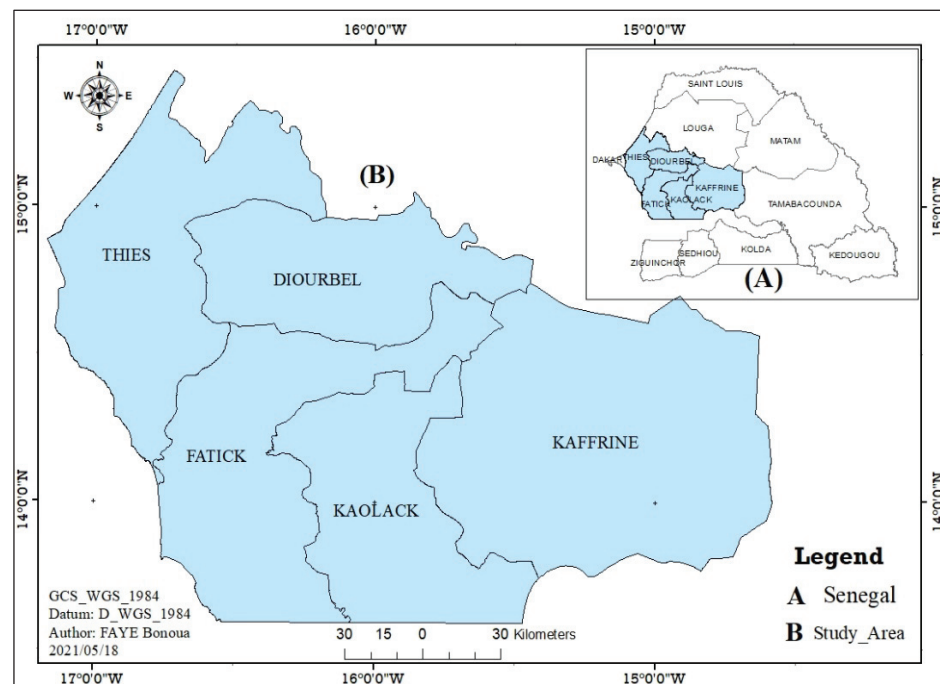 17°0'0"W 16°0'0"W 15°0'0"W
N
W E
S
SAINT LOUIS
LOUGA
MATAM
DAKAR THIES
DIOURBEL
KAFFRINE
FATICK KAOLACK
TAMBACOUNDA
ZIGUINCHOR SEDHIOU KOLDA KEDOUGOU
(A)
(B)
15°0'0"N 15°0'0"N
THIES
DIOURBEL
FATICK
KAFFRINE
KAOLACK
14°0'0"N 14°0'0"N
Legend
A Senegal
B Study_Area
GCS_WGS_1984
Datum: D_WGS_1984
Author: FAYE Bonoua
2021/05/18
30 15 0 30 Kilometers
17°0'0"W 16°0'0"W 15°0'0"W